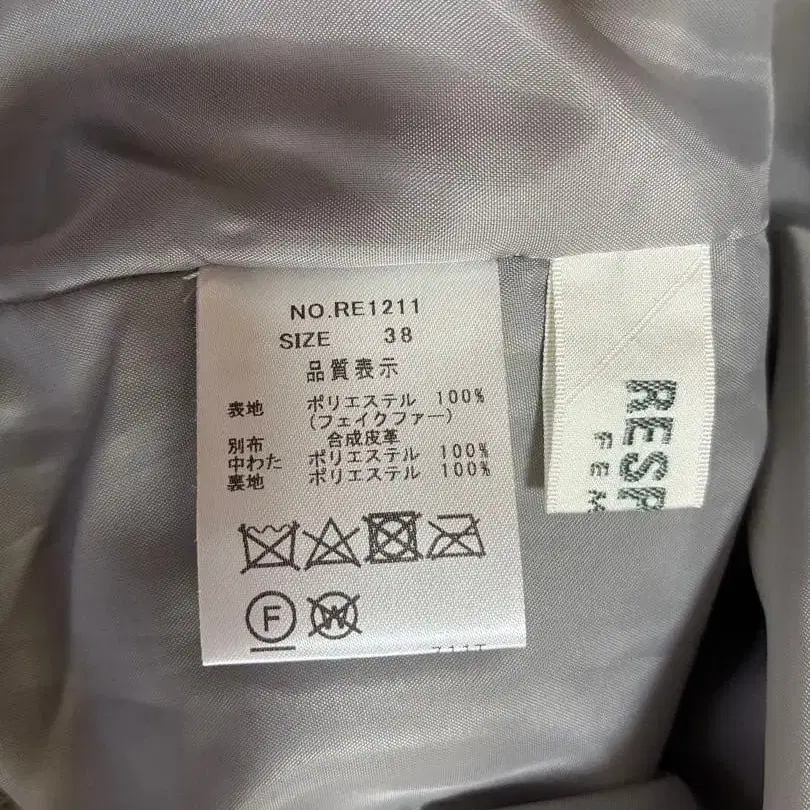 NO.RE1211
SIZE 38
品質表示
表地 ポリエステル 100%
(フェイクファー)
別布 合成皮革
中わた ポリエステル 100%
裏地 ポリエステル 100%
F
W
RESP
FEM